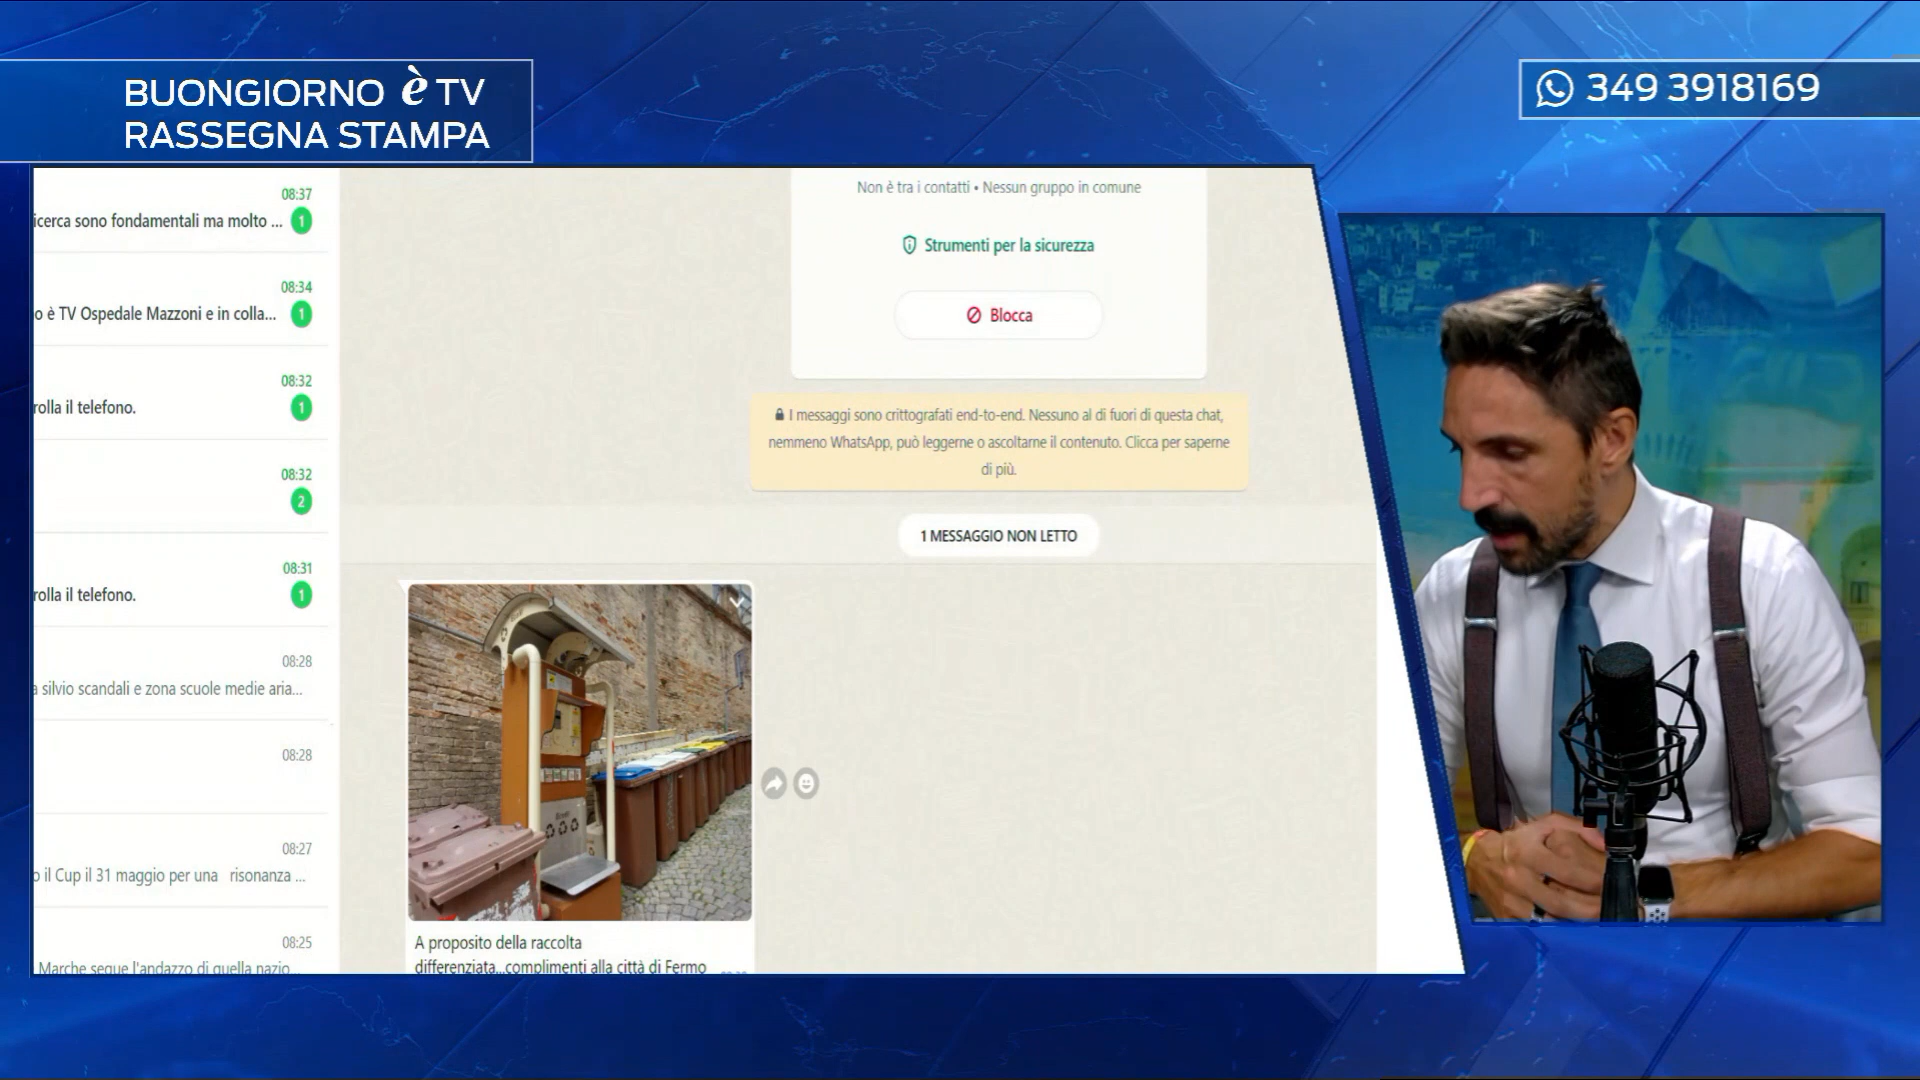 BUONGIORNO è TV
RASSEGNA STAMPA
349 3918169
08:37
icerca sono fondamentali ma molto ...
1
08:34
o è TV Ospedale Mazzoni e in colla...
1
08:32
rolla il telefono.
1
08:32
2
08:31
rolla il telefono.
1
08:28
a silvio scandali e zona scuole medie aria...
08:28
08:27
o il Cup il 31 maggio per una risonanza ...
08:25
Marche segue l'andazzo di quella nazio...
Non è tra i contatti • Nessun gruppo in comune
Strumenti per la sicurezza
Blocca
I messaggi sono crittografati end-to-end. Nessuno al di fuori di questa chat,
nemmeno WhatsApp, può leggerne o ascoltarne il contenuto. Clicca per saperne
di più.
1 MESSAGGIO NON LETTO
A proposito della raccolta
differenziata...complimenti alla città di Fermo